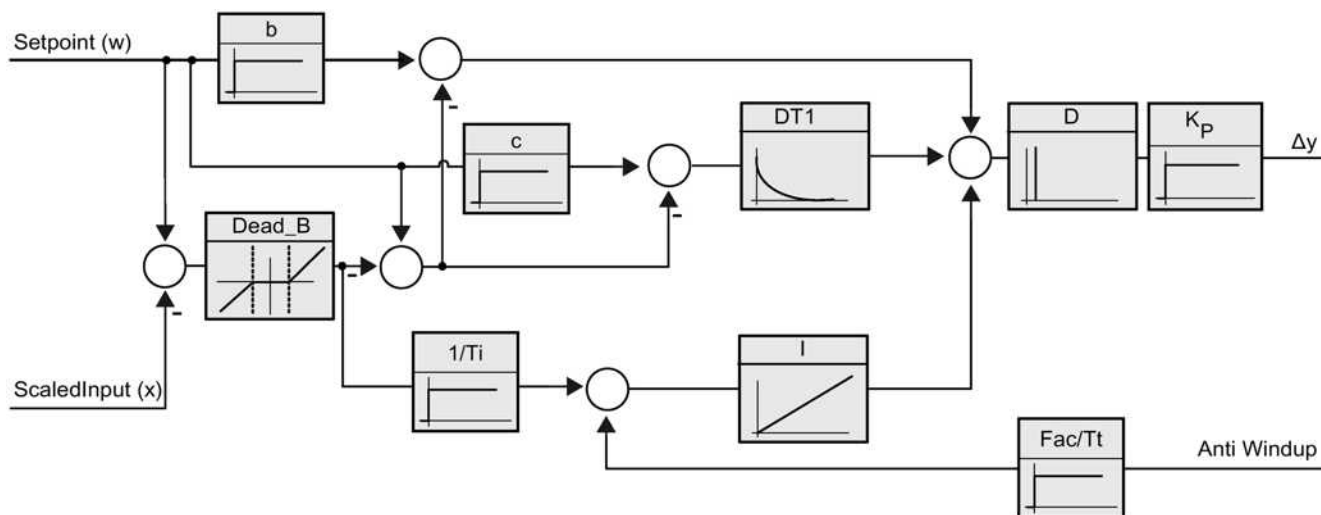 b
Setpoint (w)
-
DT1
D
K_P
Δy
c
-
Dead_B
-
-
1/Ti
I
ScaledInput (x)
Fac/Tt
Anti Windup
-